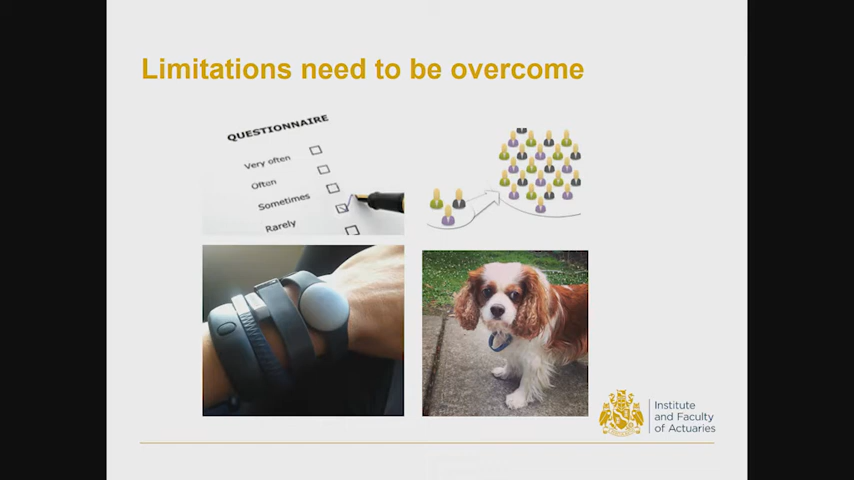 Limitations need to be overcome
QUESTIONNAIRE
Very often
Often
Sometimes
Rarely
Institute
and Faculty
of Actuaries